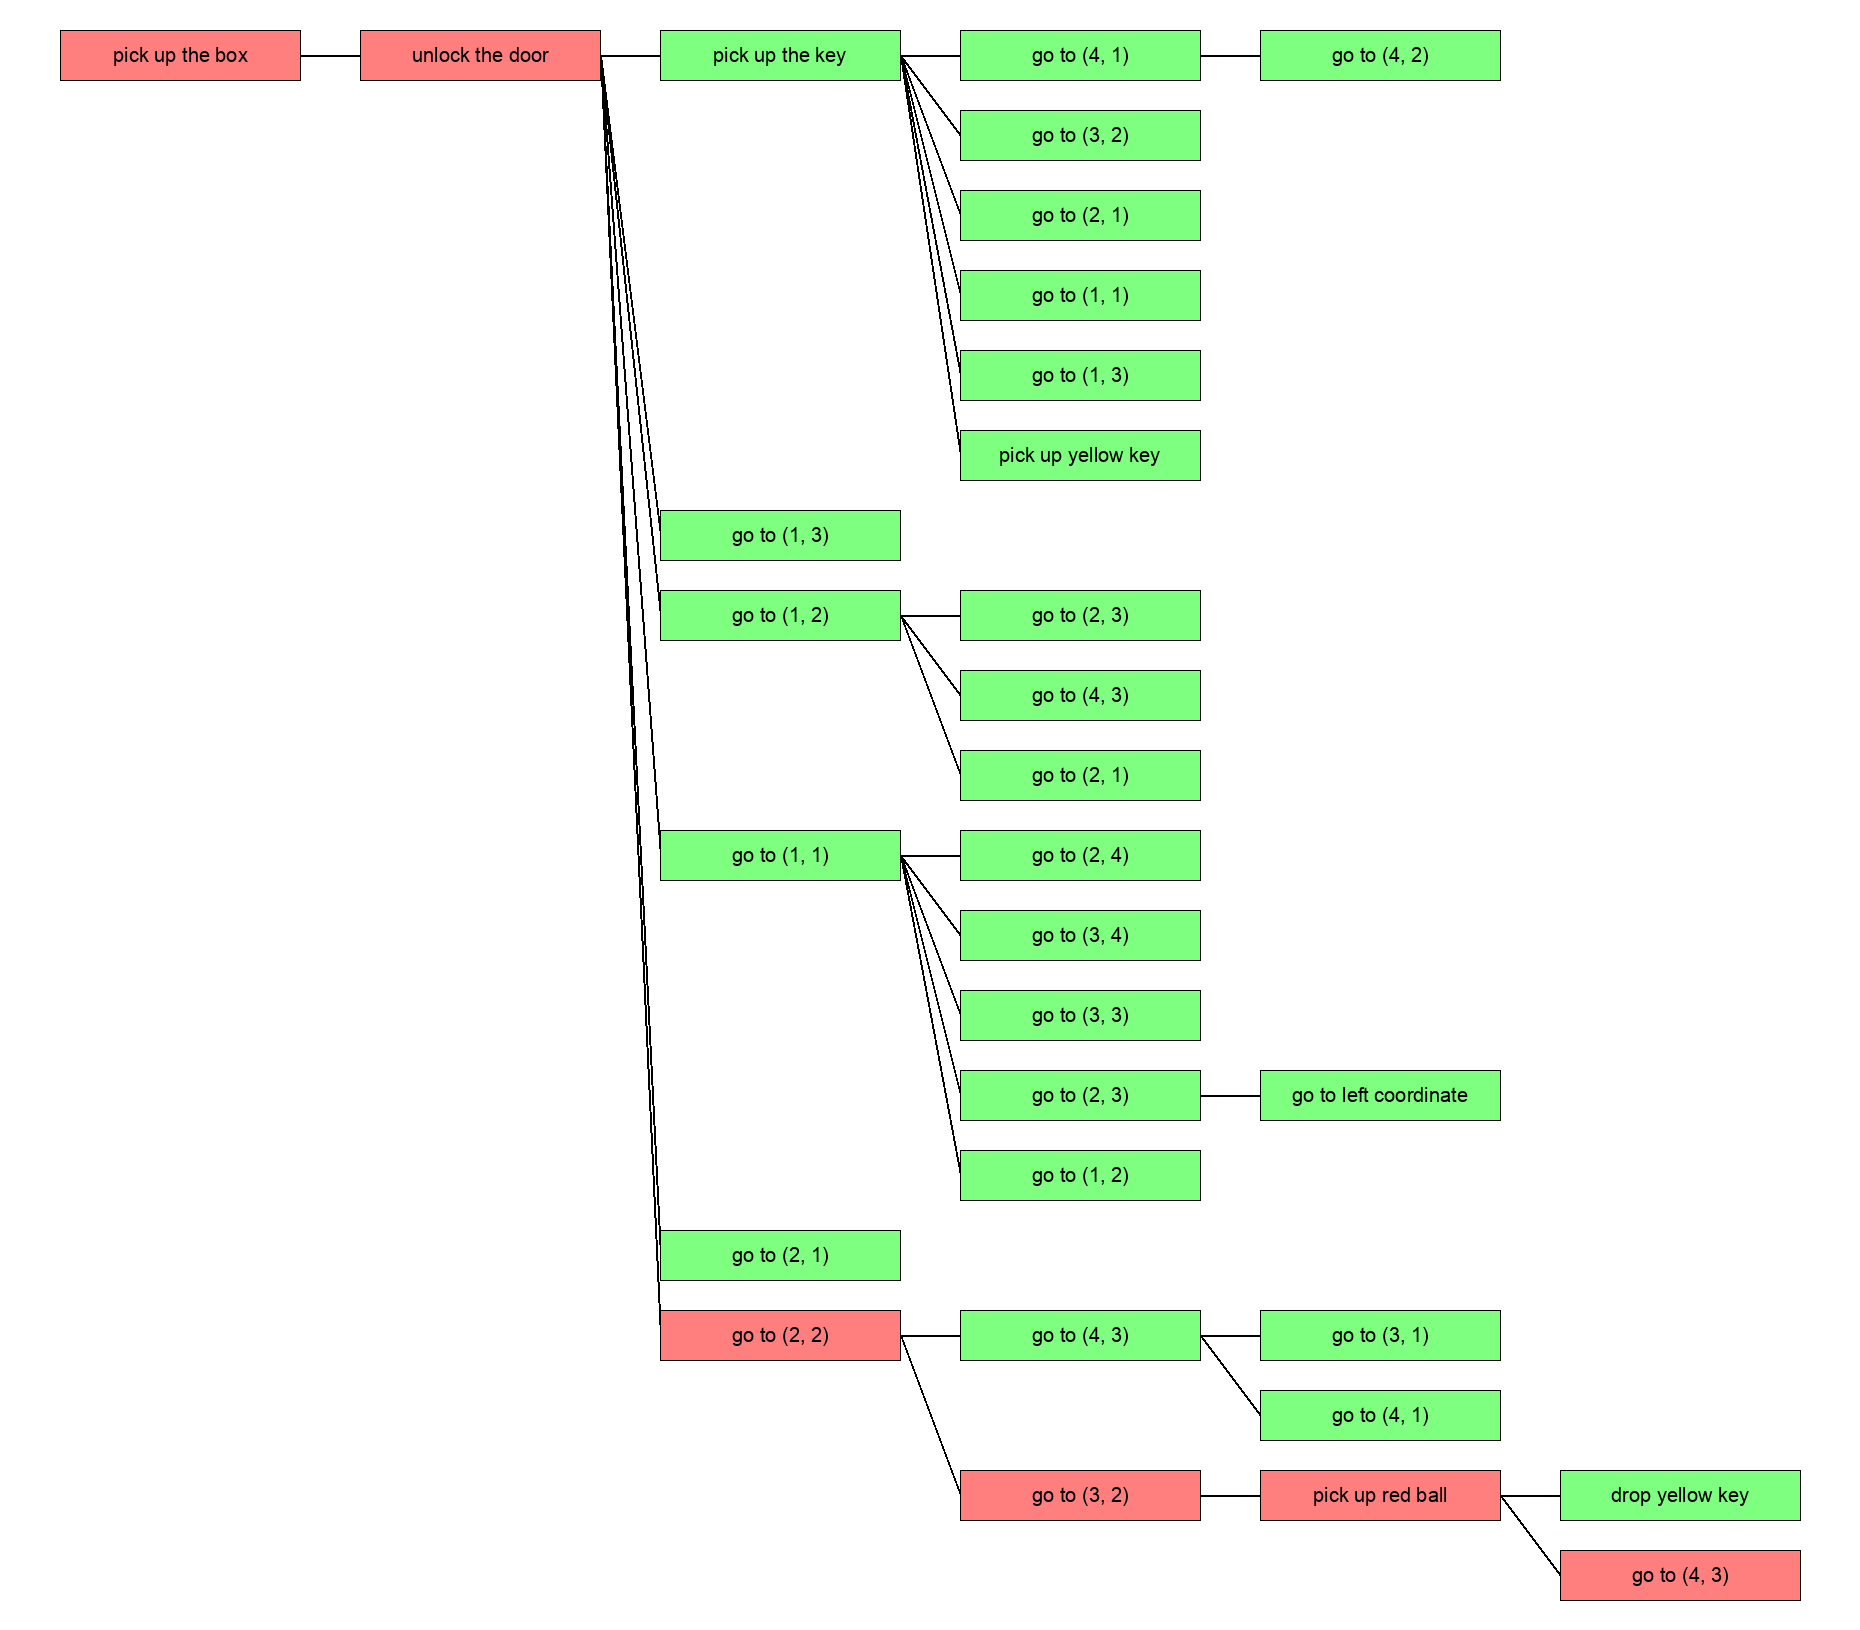 pick up the box
unlock the door
pick up the key
go to (4, 1)
go to (4, 2)
go to (3, 2)
go to (2, 1)
go to (1, 1)
go to (1, 3)
pick up yellow key
go to (1, 3)
go to (1, 2)
go to (2, 3)
go to (4, 3)
go to (2, 1)
go to (1, 1)
go to (2, 4)
go to (3, 4)
go to (3, 3)
go to (2, 3)
go to left coordinate
go to (1, 2)
go to (2, 1)
go to (2, 2)
go to (4, 3)
go to (3, 1)
go to (4, 1)
go to (3, 2)
pick up red ball
drop yellow key
go to (4, 3)